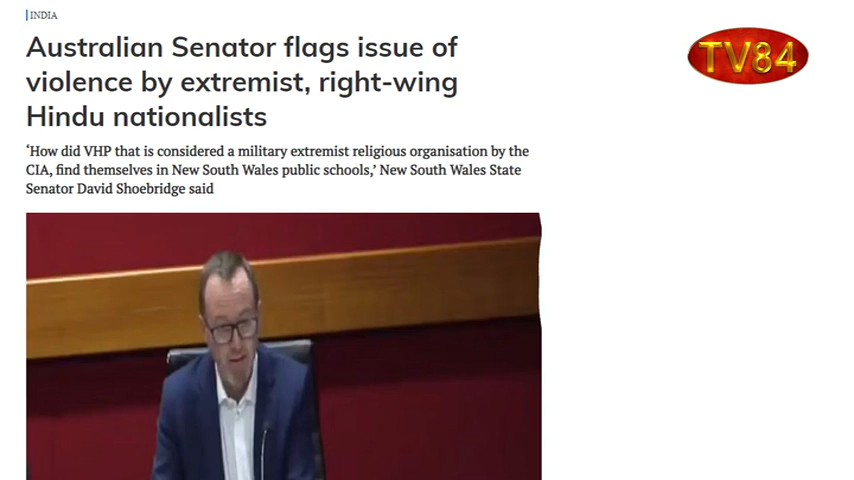 INDIA
Australian Senator flags issue of
violence by extremist, right-wing
Hindu nationalists
‘How did VHP that is considered a military extremist religious organisation by the
CIA, find themselves in New South Wales public schools,’ New South Wales State
Senator David Shoebridge said
TV84